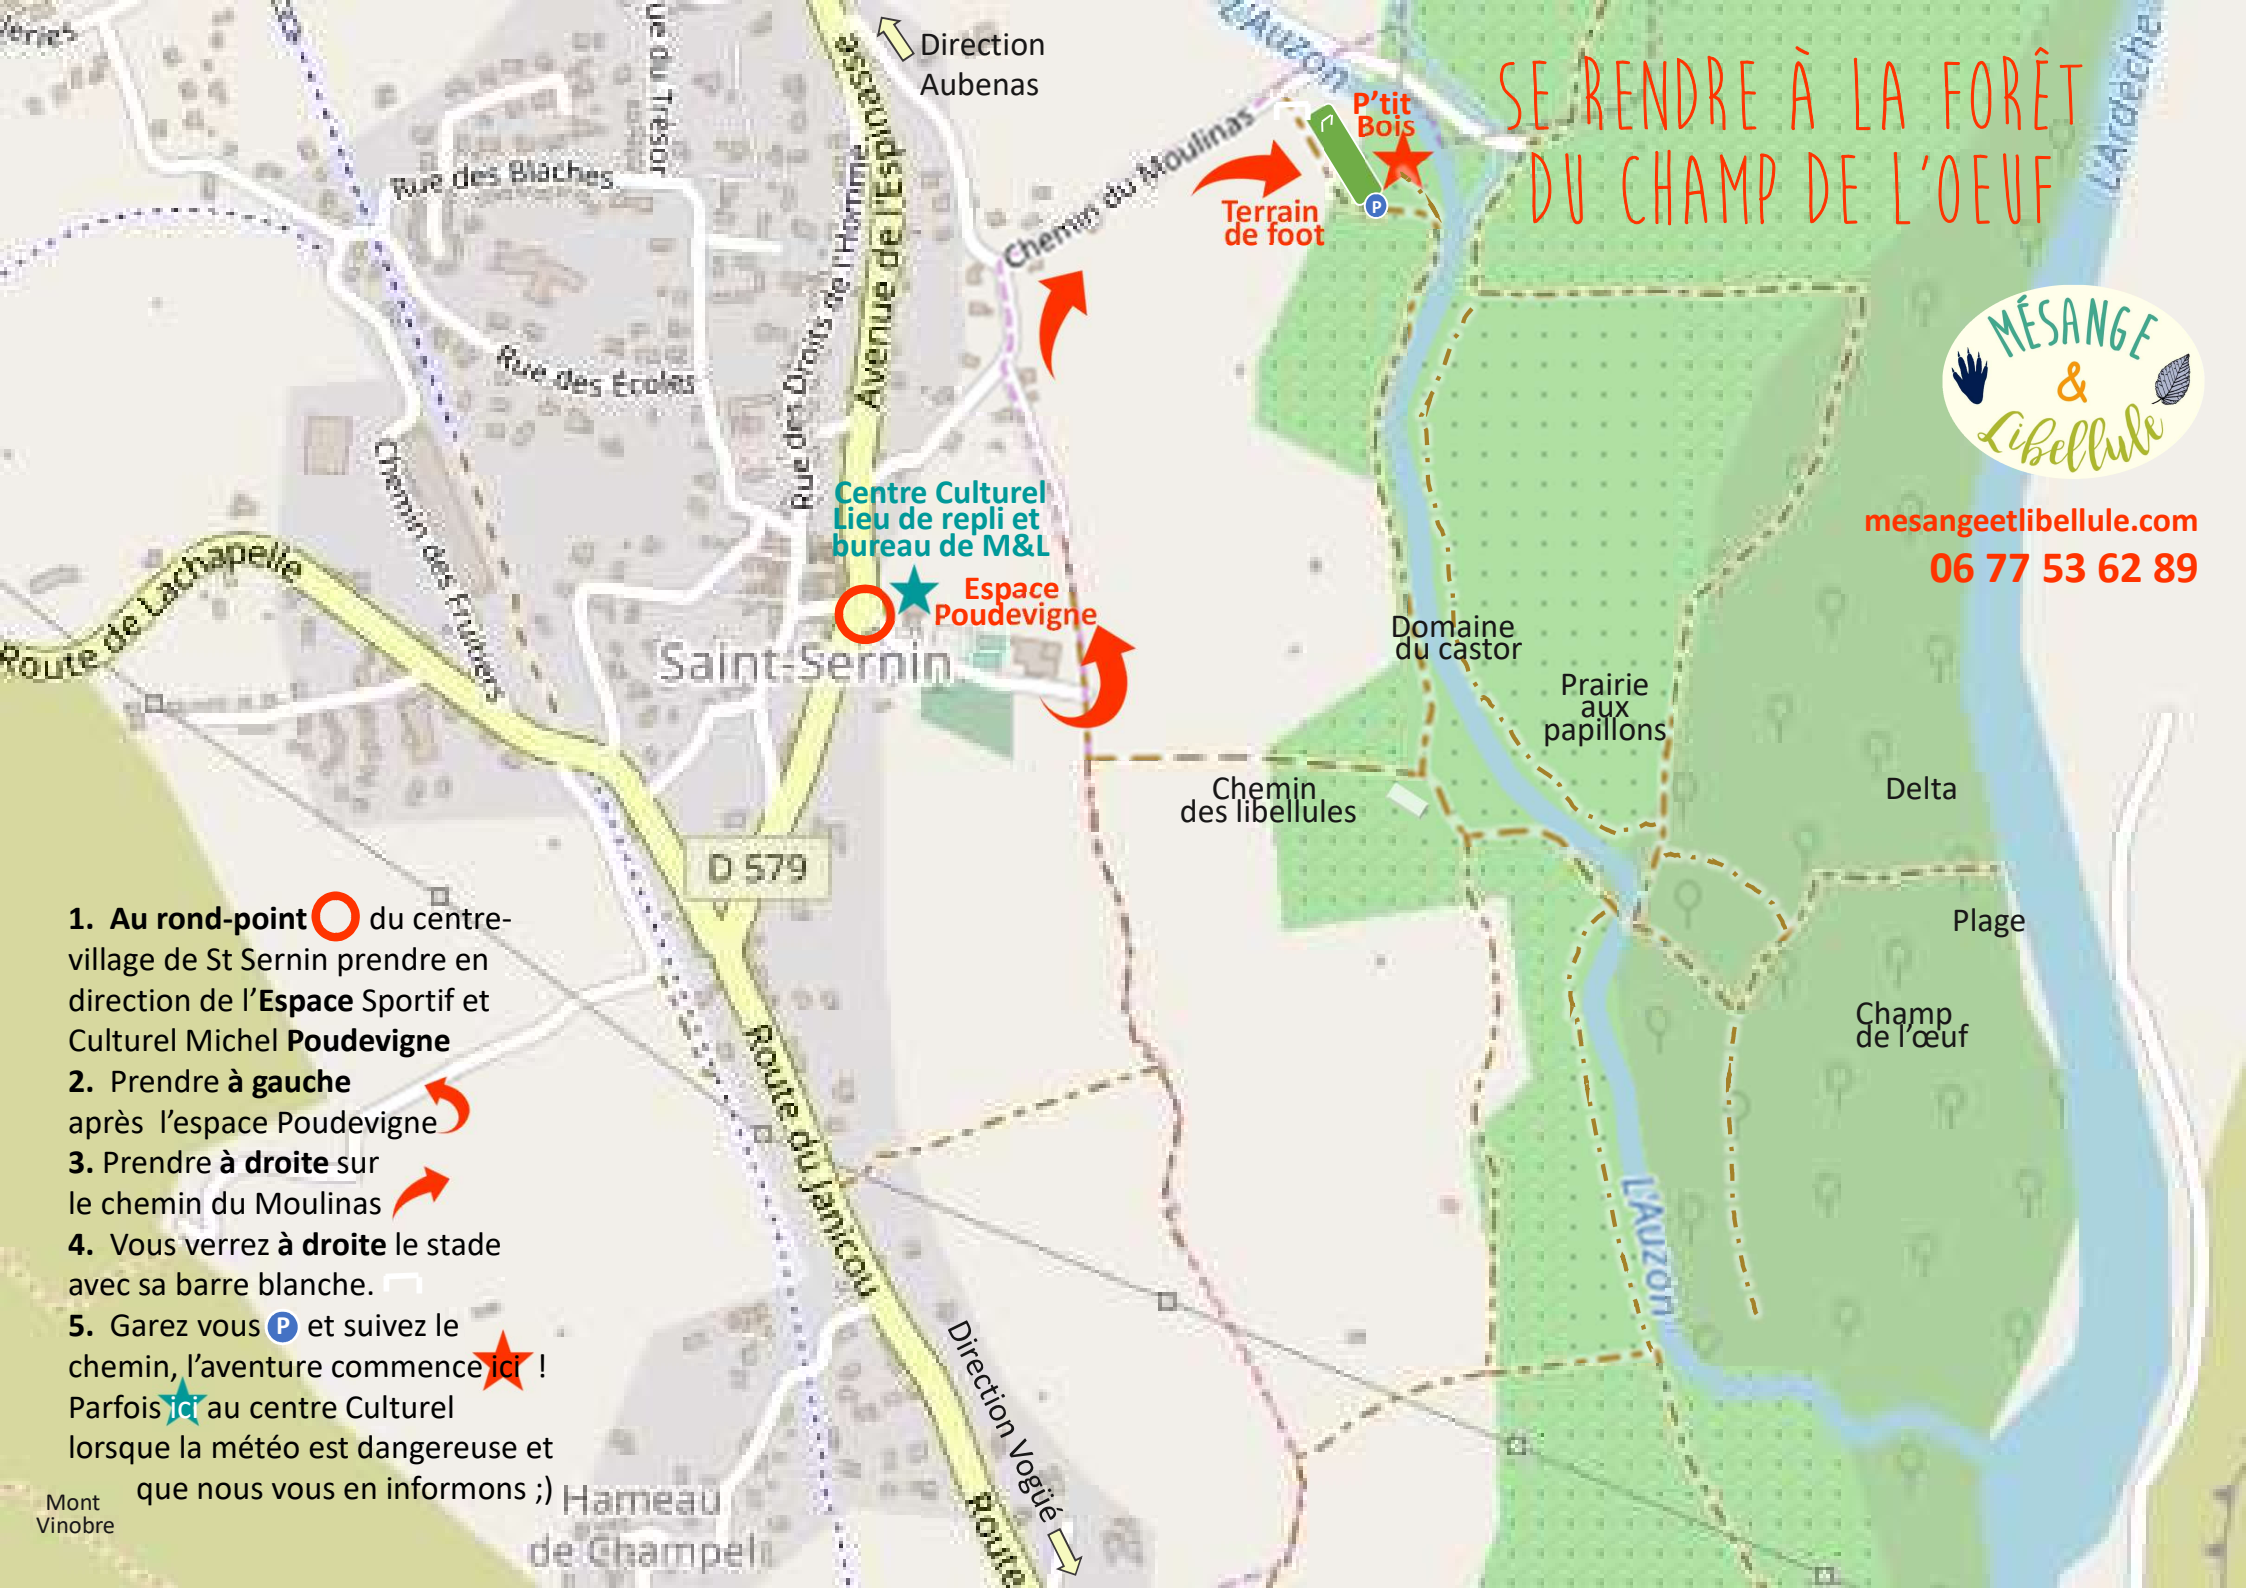 Direction
Aubenas
L'Auzon
SE RENDRE À LA FORÊT
DU CHAMP DE L'OEUF
L'Ardèche
P'tit
Bois
P
Terrain
de foot
Chemin du Moulinas
Rue des Blaches
Rue des Droits de l'Homme
Avenue de l'Espinasse
Rue des Écoles
MÉSANGE
&
Libellule
mesangeetlibellule.com
06 77 53 62 89
Centre Culturel
Lieu de repli et
bureau de M&L
Espace
Poudevigne
Saint-Sernin
Chemin des Fruitiers
Route de Lachapelle
Domaine
du castor
Prairie
aux
papillons
Chemin
des libellules
Delta
Plage
Champ
de l'œuf
D 579
Route du Janicou
L'Auzon
1. Au rond-point du centre-
village de St Sernin prendre en
direction de l'Espace Sportif et
Culturel Michel Poudevigne
2. Prendre à gauche
après l'espace Poudevigne
3. Prendre à droite sur
le chemin du Moulinas
4. Vous verrez à droite le stade
avec sa barre blanche.
5. Garez vous P et suivez le
chemin, l'aventure commence ici !
Parfois ici au centre Culturel
lorsque la météo est dangereuse et
que nous vous en informons ;)
Mont
Vinobre
Hameau
de Champel
Direction Vogüé
Route